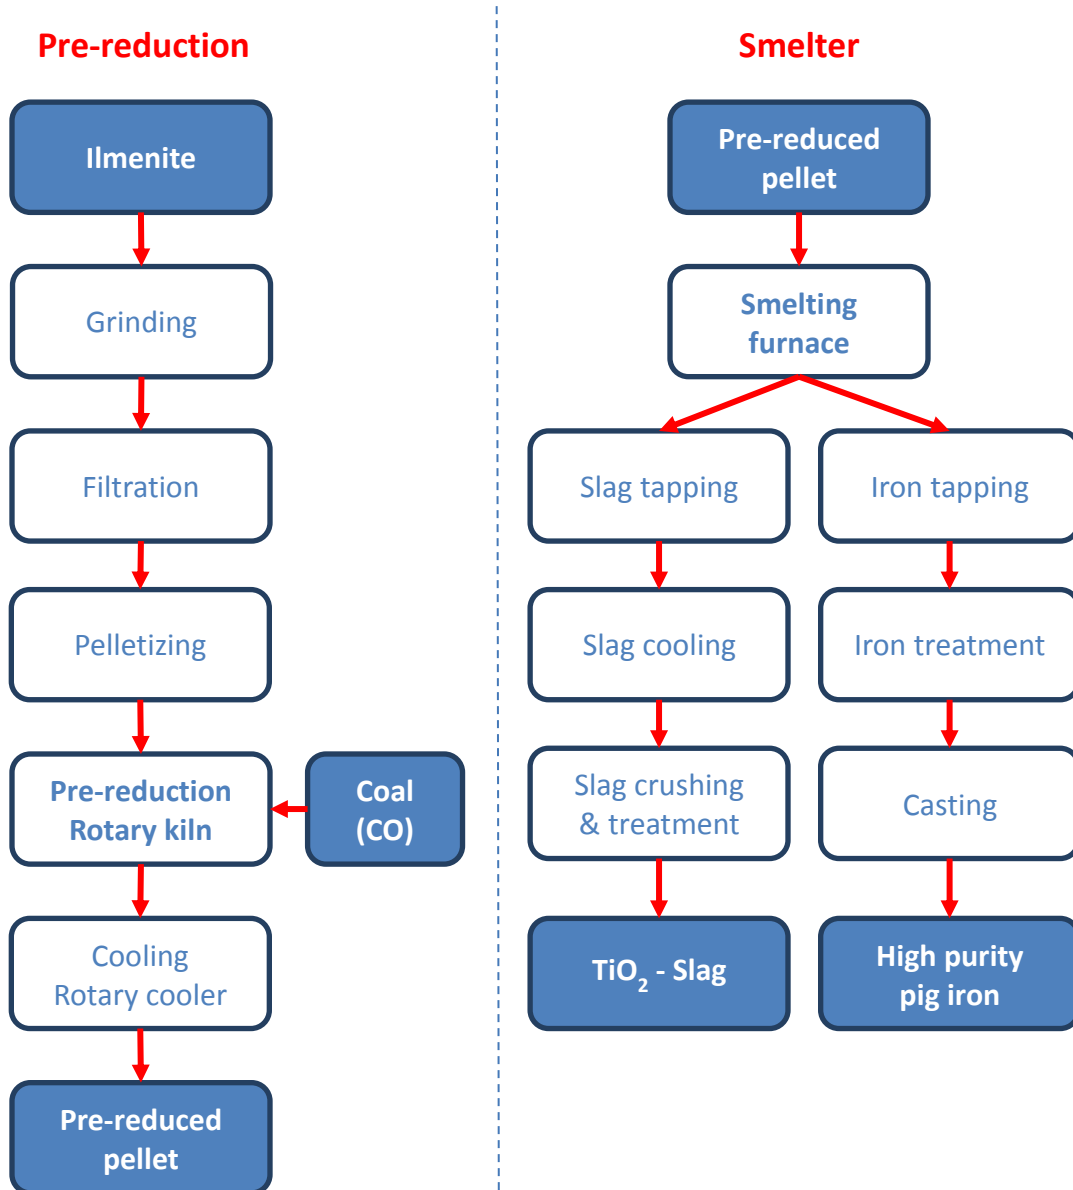 Pre-reduction
Ilmenite
Grinding
Filtration
Pelletizing
Pre-reduction
Rotary kiln
Coal
(CO)
Cooling
Rotary cooler
Pre-reduced
pellet
Smelter
Pre-reduced
pellet
Smelting
furnace
Slag tapping
Iron tapping
Slag cooling
Iron treatment
Slag crushing
& treatment
Casting
TiO₂ - Slag
High purity
pig iron